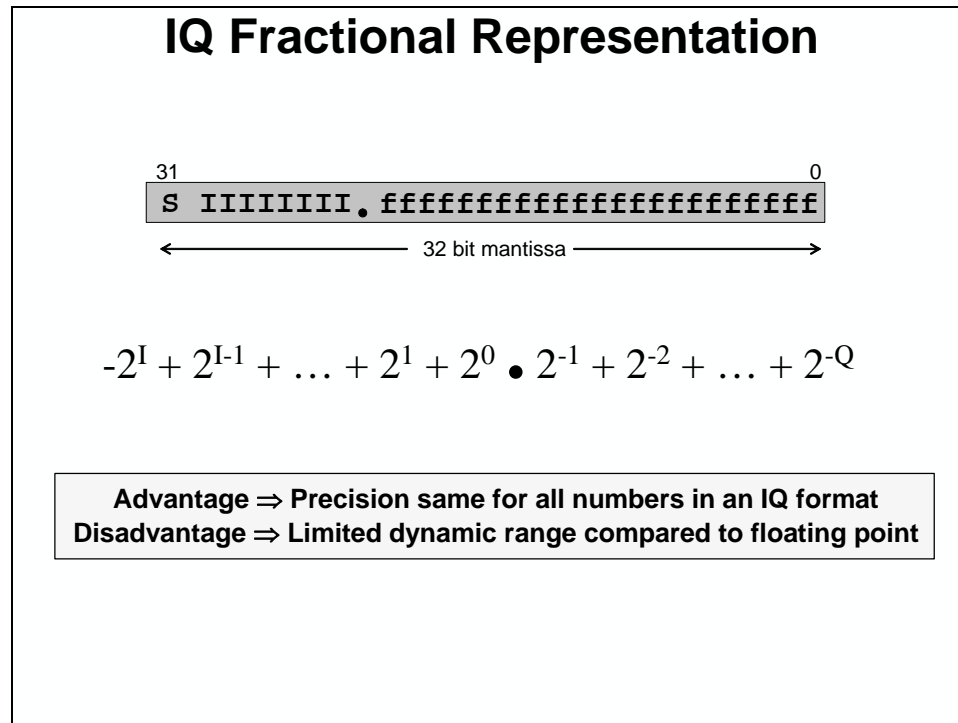 IQ Fractional Representation
31 0
S IIIIIIII.fffffffffffffffffffffff
32 bit mantissa
-2^I + 2^(I-1) + … + 2^1 + 2^0 • 2^-1 + 2^-2 + … + 2^-Q
Advantage ⇒ Precision same for all numbers in an IQ format
Disadvantage ⇒ Limited dynamic range compared to floating point